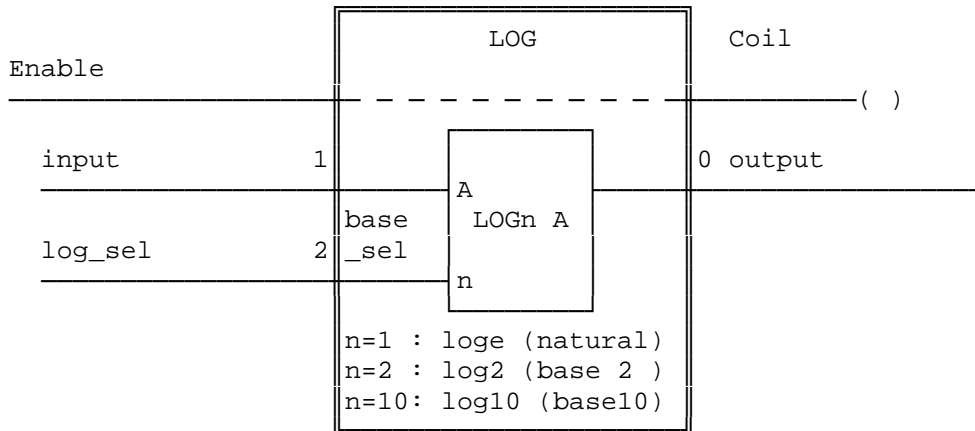 LOG Coil
Enable
( )
input 1 0 output
A
base LOGn A
log_sel 2 _sel
n
n=1 : loge (natural)
n=2 : log2 (base 2 )
n=10: log10 (base10)